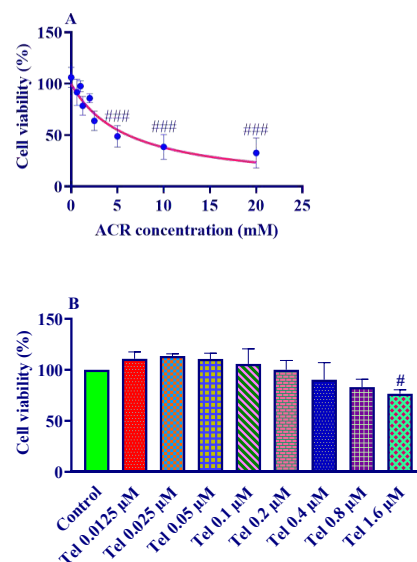 A
Cell viability (%)
150
100
50
0
###
###
###
0
5
10
15
20
25
ACR concentration (mM)
B
Cell viability (%)
150
100
50
0
#
Control
Tel 0.0125 µM
Tel 0.025 µM
Tel 0.05 µM
Tel 0.1 µM
Tel 0.2 µM
Tel 0.4 µM
Tel 0.8 µM
Tel 1.6 µM